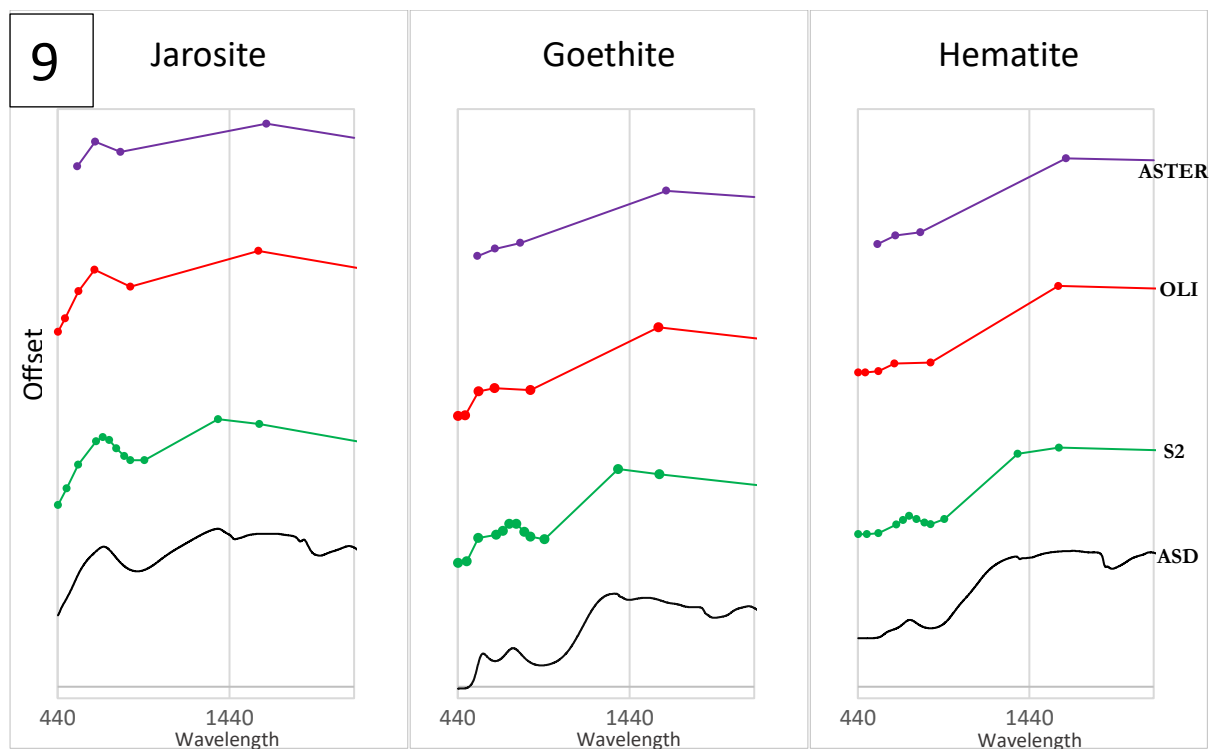 9
Jarosite
Goethite
Hematite
ASTER
OLI
S2
ASD
Offset
440
1440
Wavelength
440
1440
Wavelength
440
1440
Wavelength